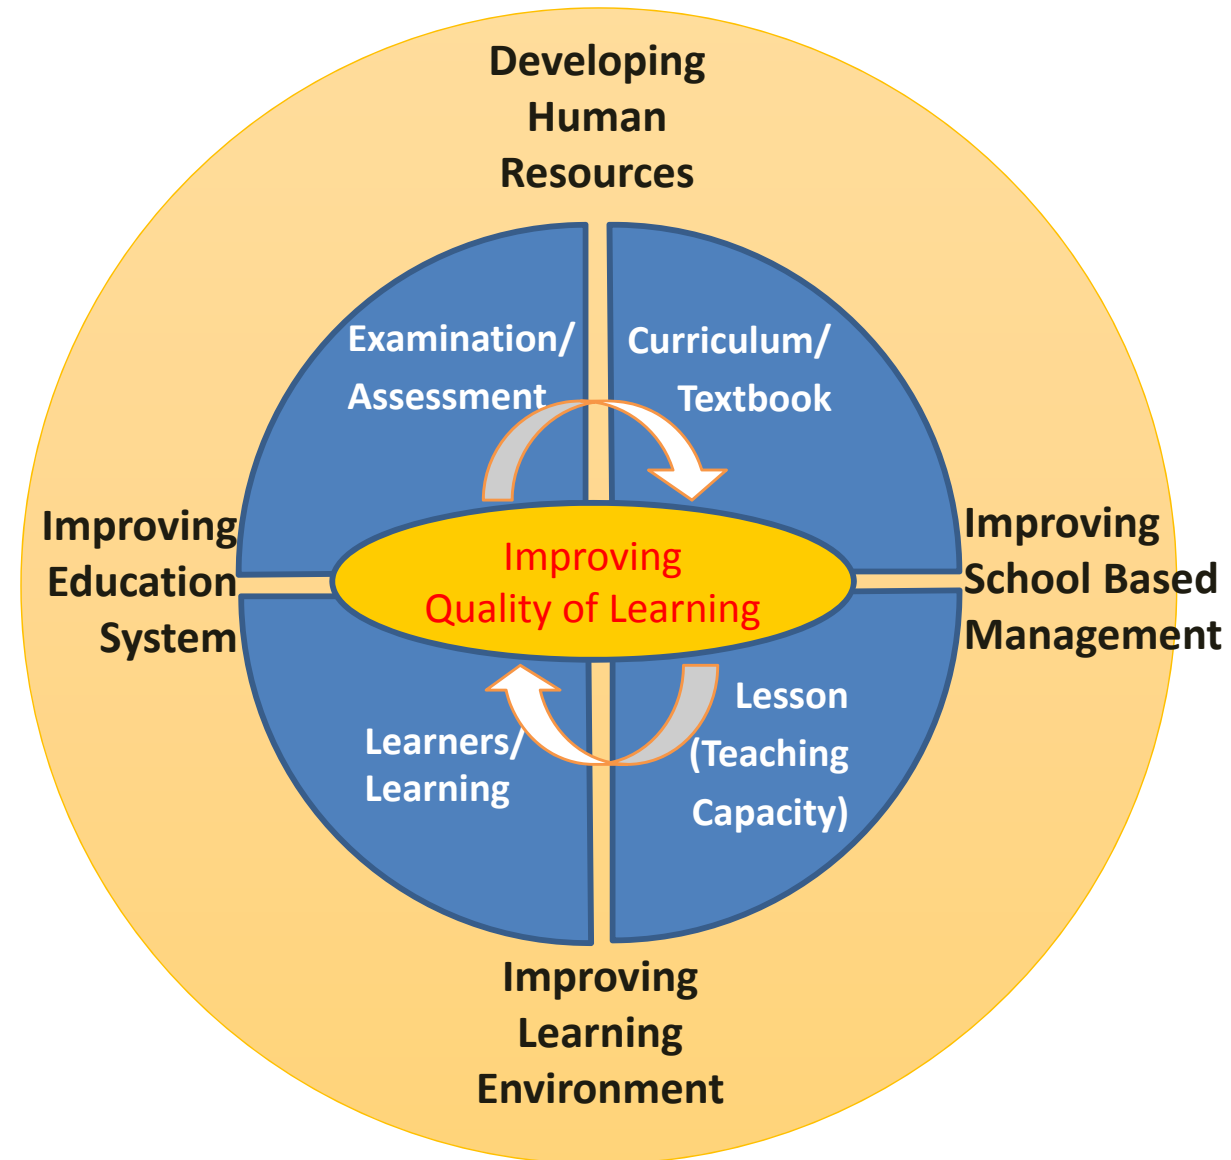 Developing
Human
Resources
Examination/
Assessment
Curriculum/
Textbook
Improving
Education
System
Improving
Quality of Learning
Improving
School Based
Management
Learners/
Learning
Lesson
(Teaching
Capacity)
Improving
Learning
Environment